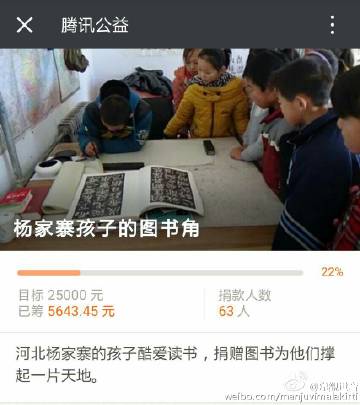 腾讯公益
杨家寨孩子的图书角
22%
目标 25000 元
捐款人数
已筹 5643.45 元
63 人
河北杨家寨的孩子酷爱读书，捐赠图书为他们撑
起一片天地。
weibo.com/manjuvimalakirti